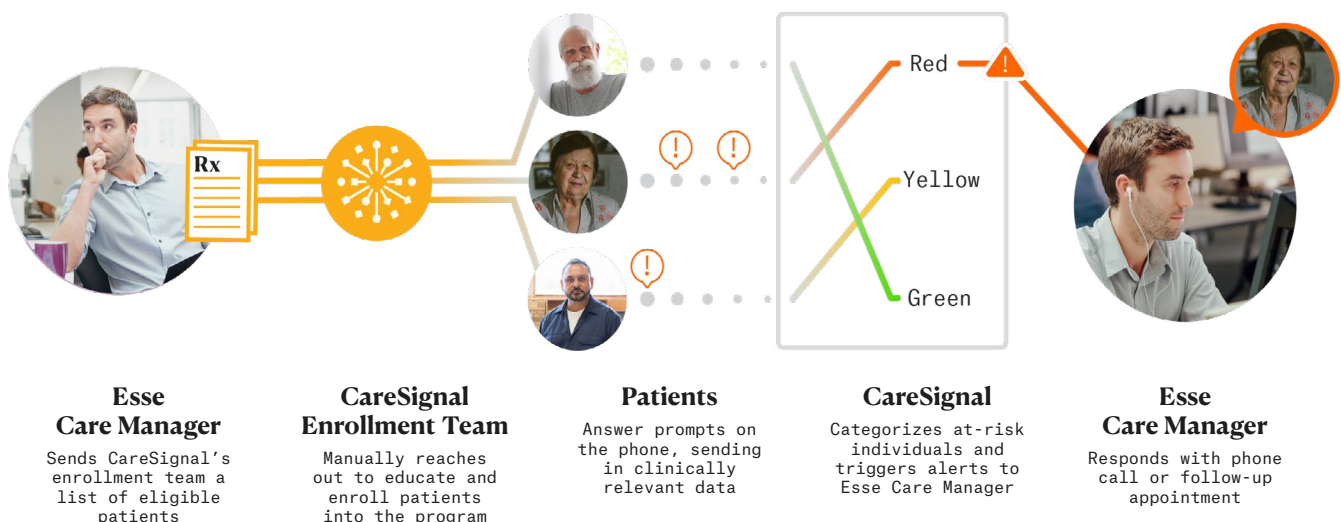 Rx
Red
Yellow
Green
Esse
Care Manager
Sends CareSignal's
enrollment team a
list of eligible
patients
CareSignal
Enrollment Team
Manually reaches
out to educate and
enroll patients
into the program
Patients
Answer prompts on
the phone, sending
in clinically
relevant data
CareSignal
Categorizes at-risk
individuals and
triggers alerts to
Esse Care Manager
Esse
Care Manager
Responds with phone
call or follow-up
appointment